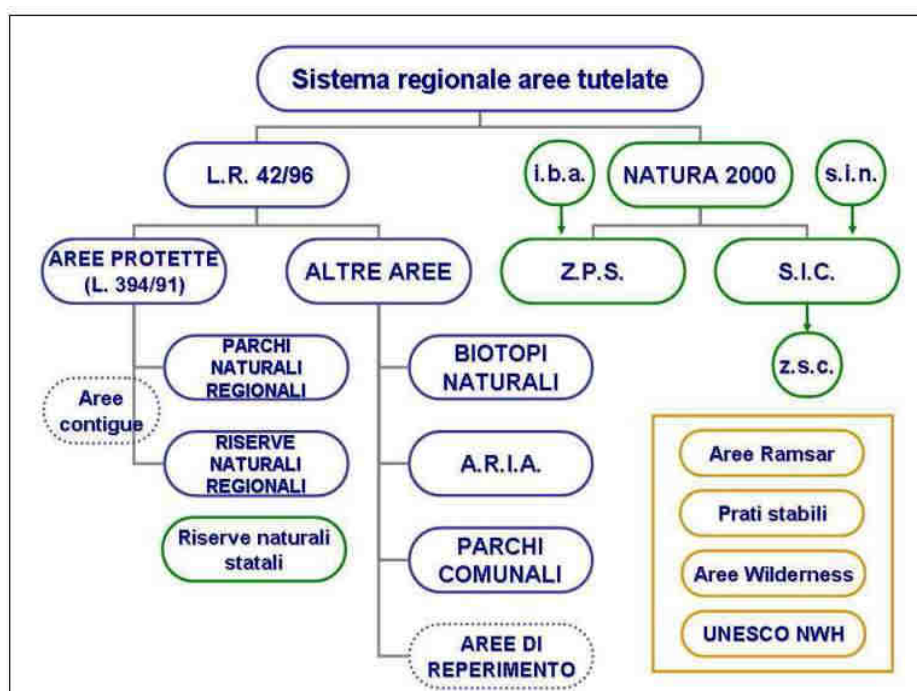 Sistema regionale aree tutelate
L.R. 42/96
i.b.a.
NATURA 2000
s.i.n.
AREE PROTETTE
(L. 394/91)
ALTRE AREE
Z.P.S.
S.I.C.
PARCHI
NATURALI
REGIONALI
BIOTOPI
NATURALI
z.s.c.
Aree
contigue
RISERVE
NATURALI
REGIONALI
A.R.I.A.
Aree Ramsar
Prati stabili
Riserve naturali
statali
PARCHI
COMUNALI
Aree Wilderness
UNESCO NWH
AREE DI
REPERIMENTO